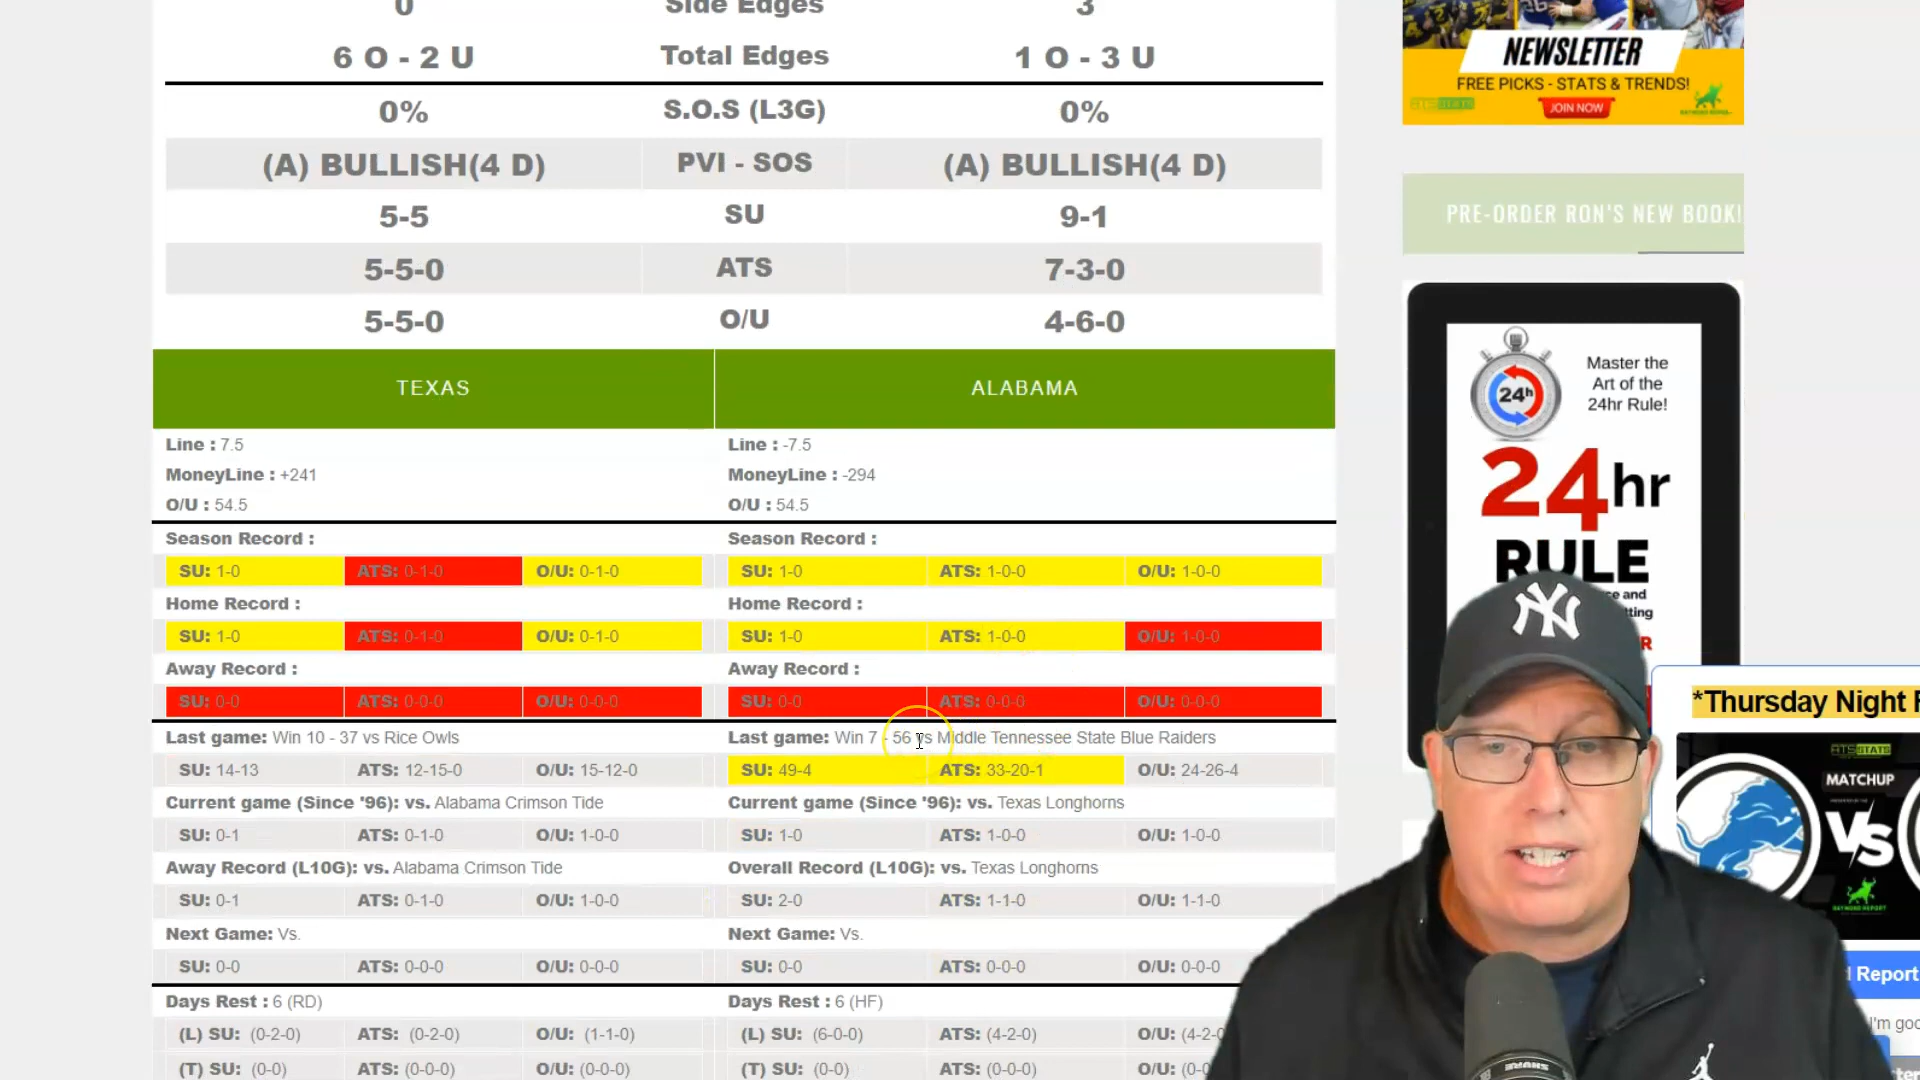 0 Side Edges 3
6 O - 2 U Total Edges 1 O - 3 U
0% S.O.S (L3G) 0%
(A) BULLISH(4 D) PVI - SOS (A) BULLISH(4 D)
5-5 SU 9-1
5-5-0 ATS 7-3-0
5-5-0 O/U 4-6-0
TEXAS ALABAMA
Line : 7.5 Line : -7.5
MoneyLine : +241 MoneyLine : -294
O/U : 54.5 O/U : 54.5
Season Record : Season Record :
SU: 1-0 ATS: 0-1-0 O/U: 0-1-0 SU: 1-0 ATS: 1-0-0 O/U: 1-0-0
Home Record : Home Record :
SU: 1-0 ATS: 0-1-0 O/U: 0-1-0 SU: 1-0 ATS: 1-0-0 O/U: 1-0-0
Away Record : Away Record :
SU: 0-0 ATS: 0-0-0 O/U: 0-0-0 SU: 0-0 ATS: 0-0-0 O/U: 0-0-0
Last game: Win 10 - 37 vs Rice Owls Last game: Win 7 - 56 vs Middle Tennessee State Blue Raiders
SU: 14-13 ATS: 12-15-0 O/U: 15-12-0 SU: 49-4 ATS: 33-20-1 O/U: 24-26-4
Current game (Since '96): vs. Alabama Crimson Tide Current game (Since '96): vs. Texas Longhorns
SU: 0-1 ATS: 0-1-0 O/U: 1-0-0 SU: 1-0 ATS: 1-0-0 O/U: 1-0-0
Away Record (L10G): vs. Alabama Crimson Tide Overall Record (L10G): vs. Texas Longhorns
SU: 0-1 ATS: 0-1-0 O/U: 1-0-0 SU: 2-0 ATS: 1-1-0 O/U: 1-1-0
Next Game: Vs. Next Game: Vs.
SU: 0-0 ATS: 0-0-0 O/U: 0-0-0 SU: 0-0 ATS: 0-0-0 O/U: 0-0-0
Days Rest : 6 (RD) Days Rest : 6 (HF)
(L) SU: (0-2-0) ATS: (0-2-0) O/U: (1-1-0) (L) SU: (6-0-0) ATS: (4-2-0) O/U: (4-2-
(T) SU: (0-0) ATS: (0-0-0) O/U: (0-0-0) (T) SU: (0-0) ATS: (0-0-0) O/U: (0-
NEWSLETTER
FREE PICKS - STATS & TRENDS!
JOIN NOW
PRE-ORDER RON'S NEW BOOK!
24h
Master the
Art of the
24hr Rule!
24hr
RULE
and
NY
*Thursday Night F
ATS STATS
MATCHUP
VS
RAYMOND REPORT
Report
I'm goo